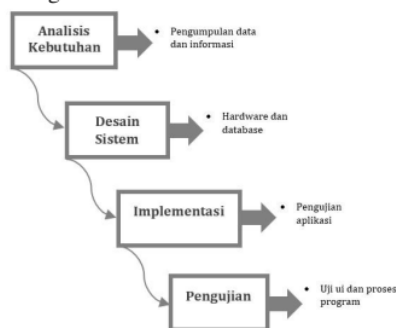 Analisis
Kebutuhan
• Pengumpulan data
dan informasi
Desain
Sistem
• Hardware dan
database
Implementasi
• Pengujian
aplikasi
Pengujian
• Uji ui dan proses
program